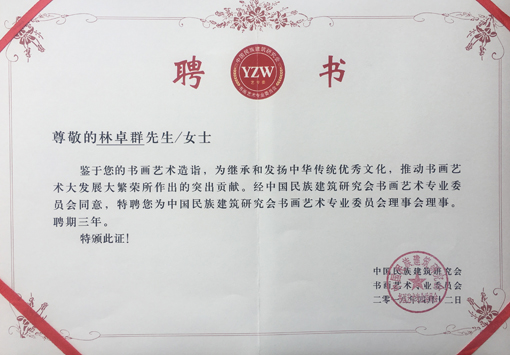 聘 书
YZW
尊敬的林卓群先生/女士
鉴于您的书画艺术造诣,为继承和发扬中华传统优秀文化,推动书画艺
术大发展大繁荣所作出的突出贡献。经中国民族建筑研究会书画艺术专业委
员会同意,特聘您为中国民族建筑研究会书画艺术专业委员会理事会理事。
聘期三年。
特颁此证!
中国民族建筑研究会
书画艺术专业委员会